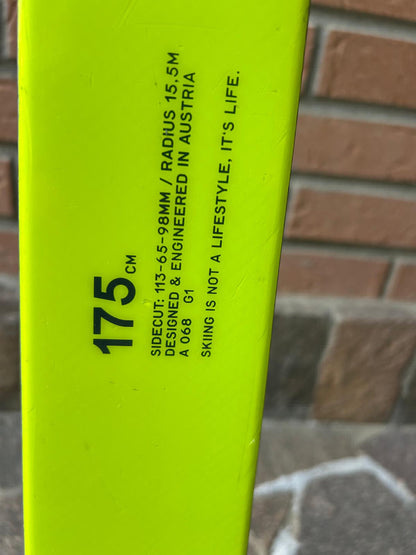 175 CM
SIDECUT: 113-65-98MM / RADIUS 15,5M
DESIGNED & ENGINEERED IN AUSTRIA
A 068 G1
SKIING IS NOT A LIFESTYLE, IT'S LIFE.